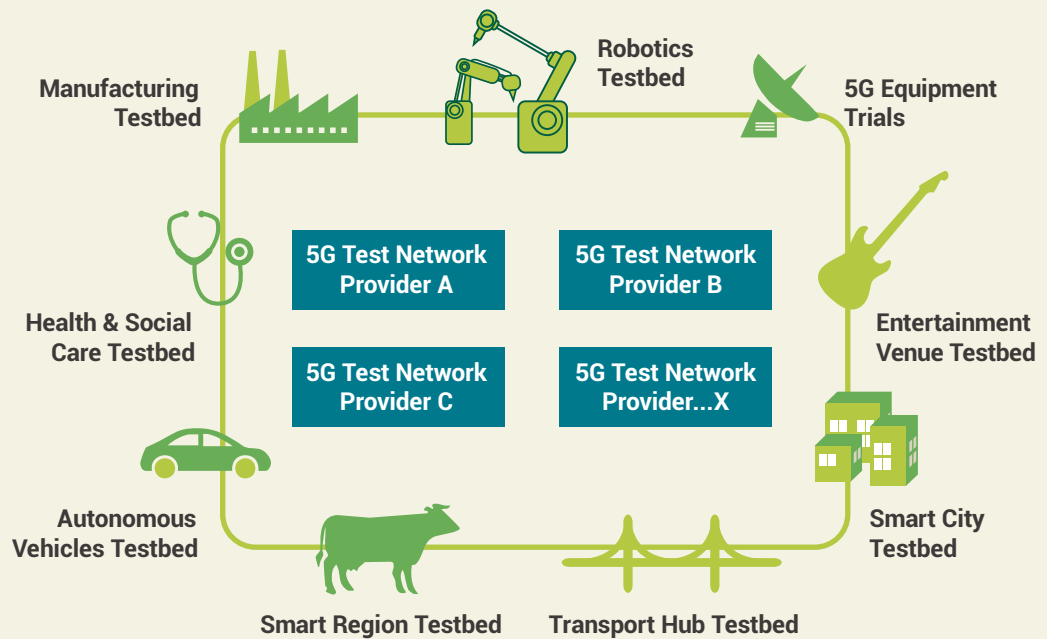 Manufacturing
Testbed
Robotics
Testbed
5G Equipment
Trials
5G Test Network
Provider A
5G Test Network
Provider B
Health & Social
Care Testbed
Entertainment
Venue Testbed
5G Test Network
Provider C
5G Test Network
Provider...X
Autonomous
Vehicles Testbed
Smart City
Testbed
Smart Region Testbed
Transport Hub Testbed